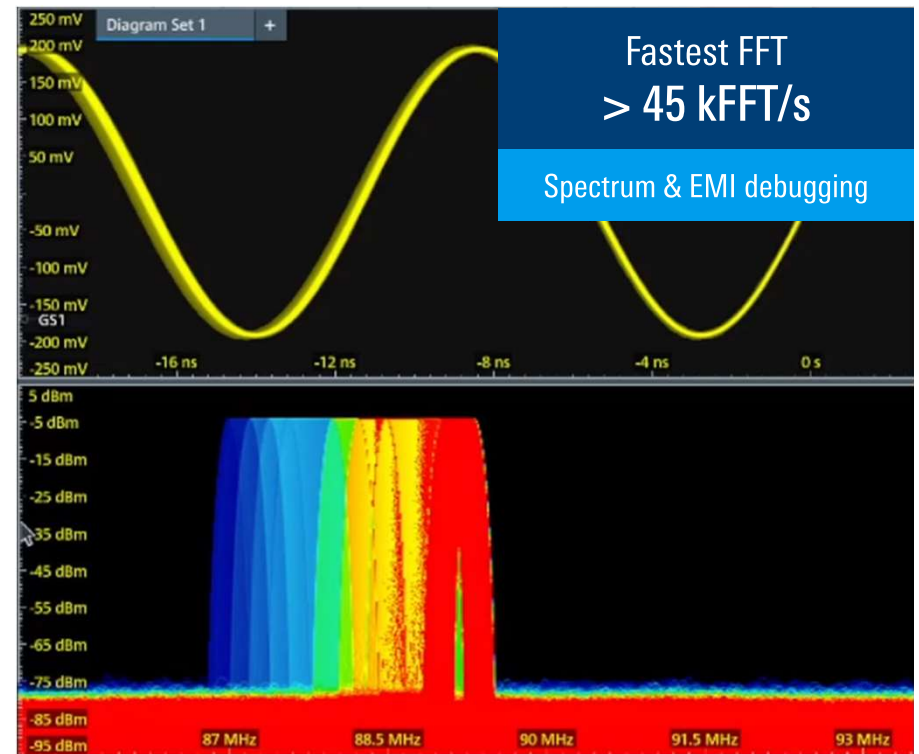 250 mV
Diagram Set 1
+
200 mV
150 mV
100 mV
50 mV
-50 mV
-100 mV
-150 mV
GS1
-200 mV
-250 mV
-16 ns
-12 ns
-8 ns
-4 ns
0 s
Fastest FFT
> 45 kFFT/s
Spectrum & EMI debugging
5 dBm
-5 dBm
-15 dBm
-25 dBm
-35 dBm
-45 dBm
-55 dBm
-65 dBm
-75 dBm
-85 dBm
-95 dBm
87 MHz
88.5 MHz
90 MHz
91.5 MHz
93 MHz